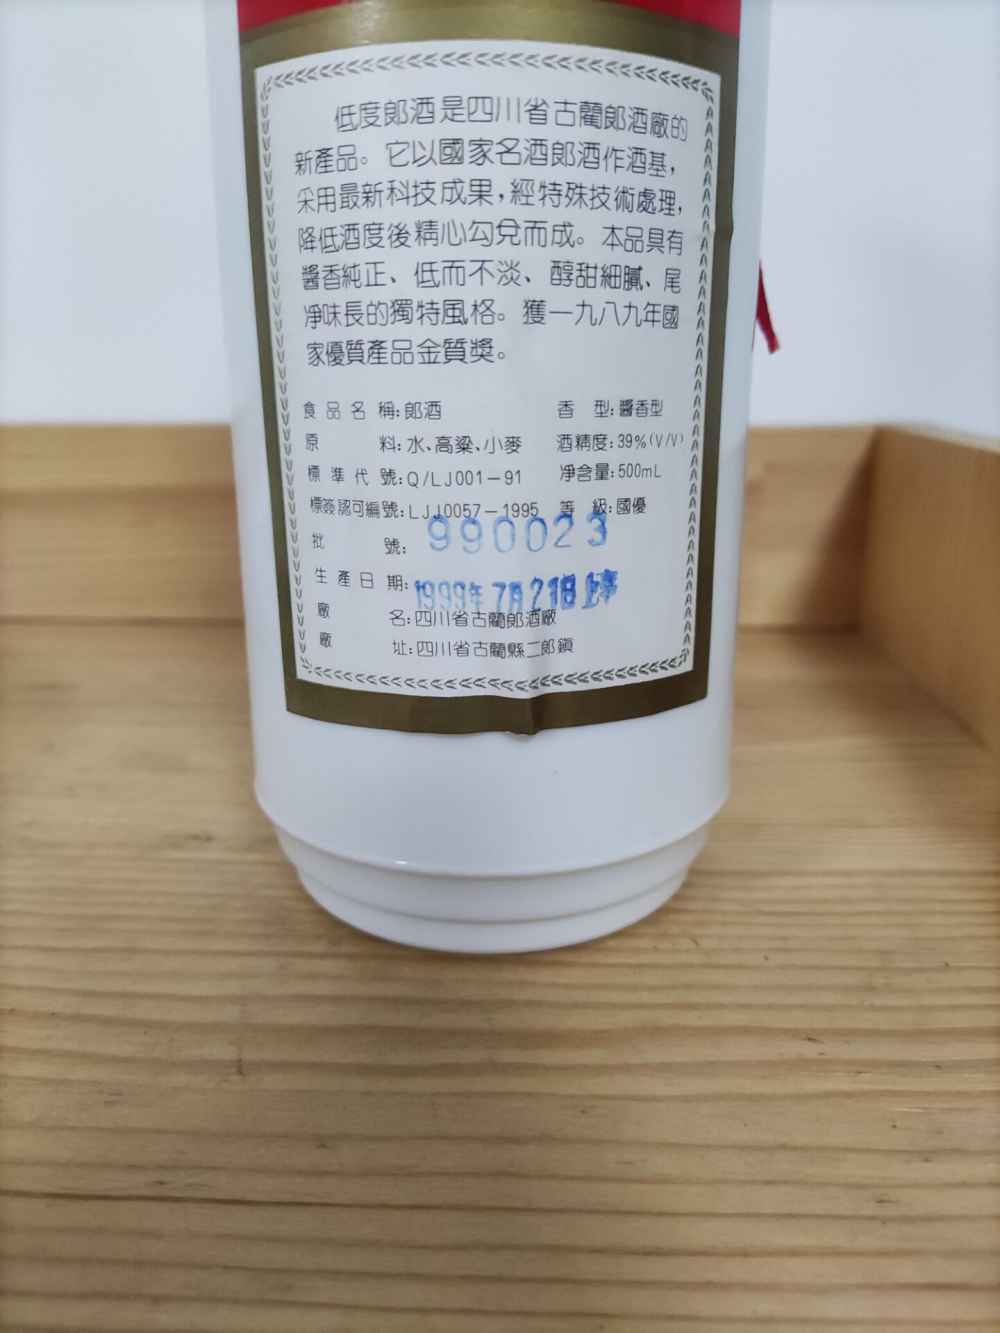 低度郎酒是四川省古藺郎酒廠的
新產品。它以國家名酒郎酒作酒基，
采用最新科技成果，經特殊技術處理，
降低酒度後精心勾兌而成。本品具有
醬香純正、低而不淡、醇甜細膩、尾
凈味長的獨特風格。獲一九八九年國
家優質產品金質獎。
食品名稱：郎酒 香型：醬香型
原料：水、高粱、小麥 酒精度：39%(V/V)
標準代號：Q/LJ001－91 凈含量：500mL
標簽認可編號：LJJ0057－1995 等級：國優
批號：990023
生產日期：1999年7月21日上午
廠名：四川省古藺郎酒廠
廠址：四川省古藺縣二郎鎮